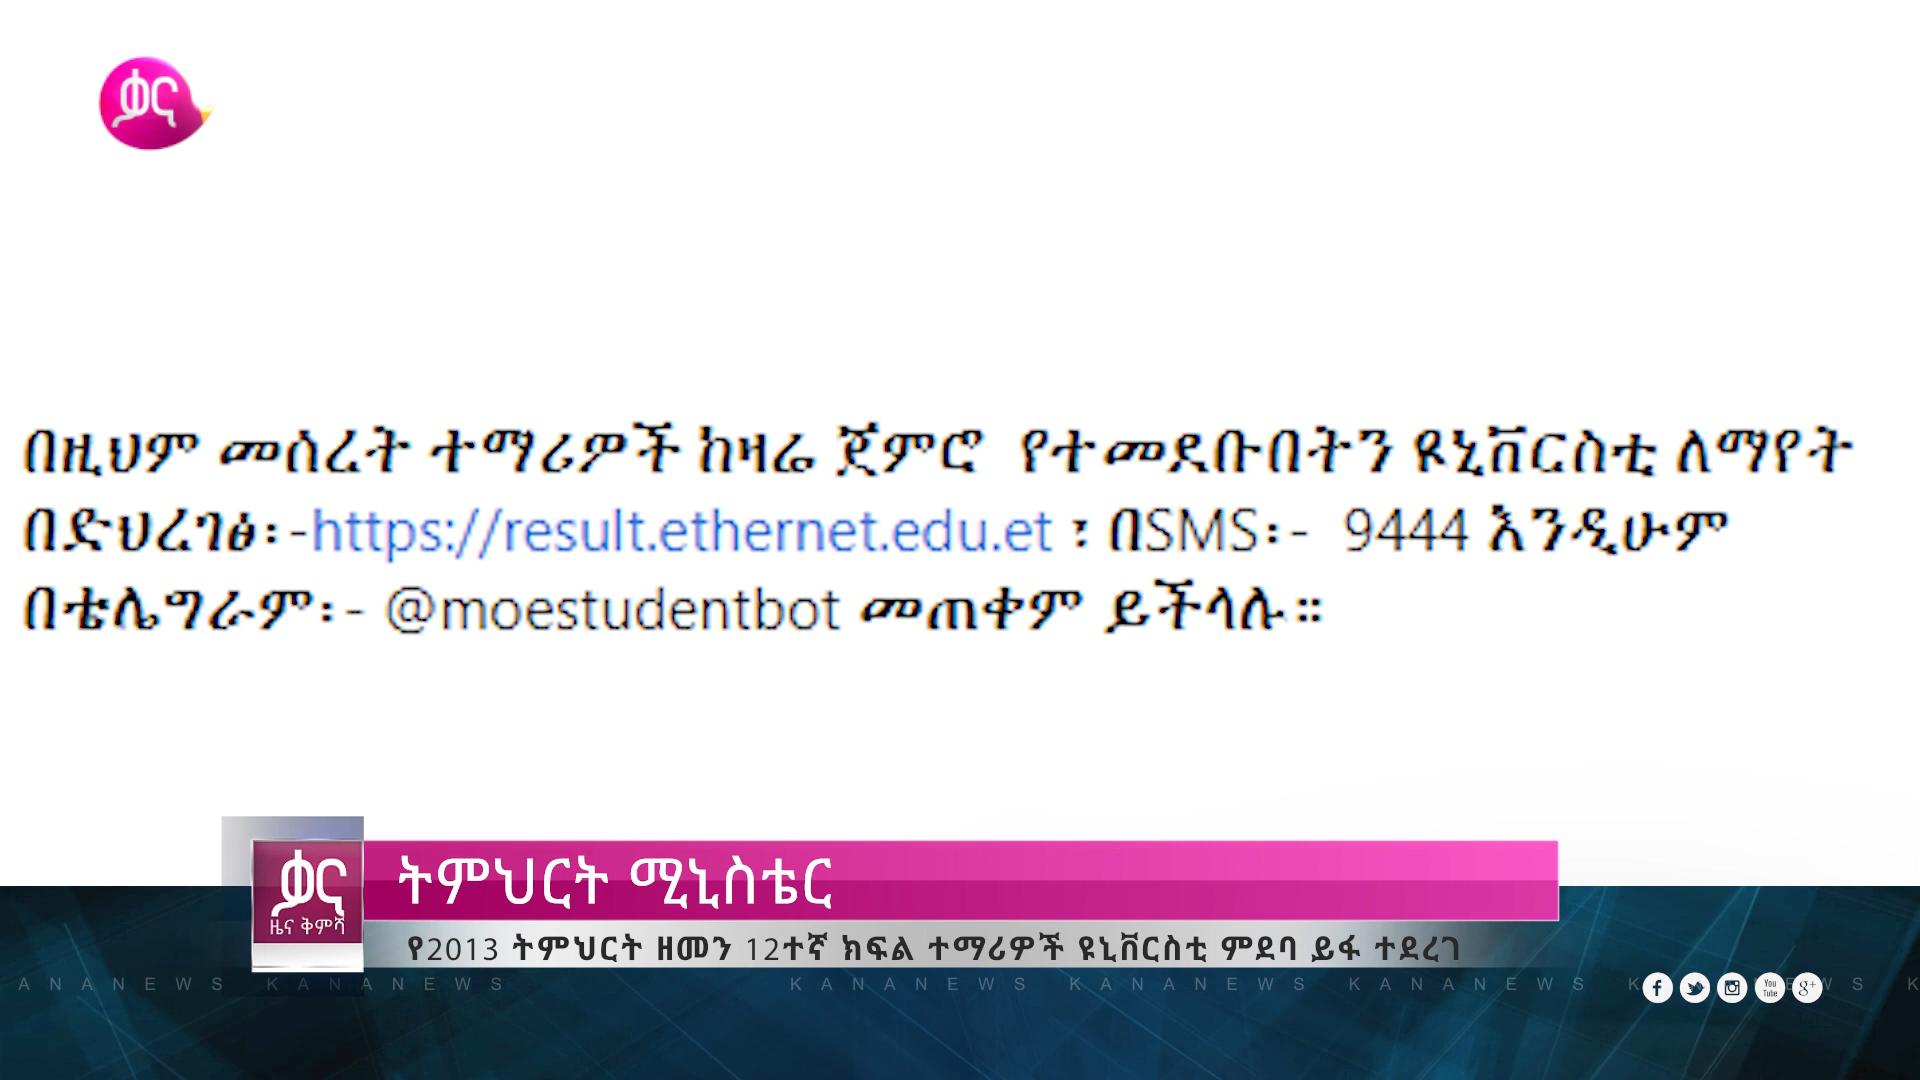 ቃና
በዚህም መሰረት ተማሪዎች ከዛሬ ጀምሮ የተመደቡበትን ዩኒቨርስቲ ለማየት
በድህረገፅ፡-https://result.ethernet.edu.et ፣ በSMS፡- 9444 እንዲሁም
በቴሌግራም፡- @moestudentbot መጠቀም ይችላሉ።
ትምህርት ሚኒስቴር
ቃና
ዜና ቅምሻ
የ2013 ትምህርት ዘመን 12ተኛ ክፍል ተማሪዎች ዩኒቨርስቲ ምደባ ይፋ ተደረገ
ANANEWS KANANEWS KANANEWS KANANEWS KANANEWS K